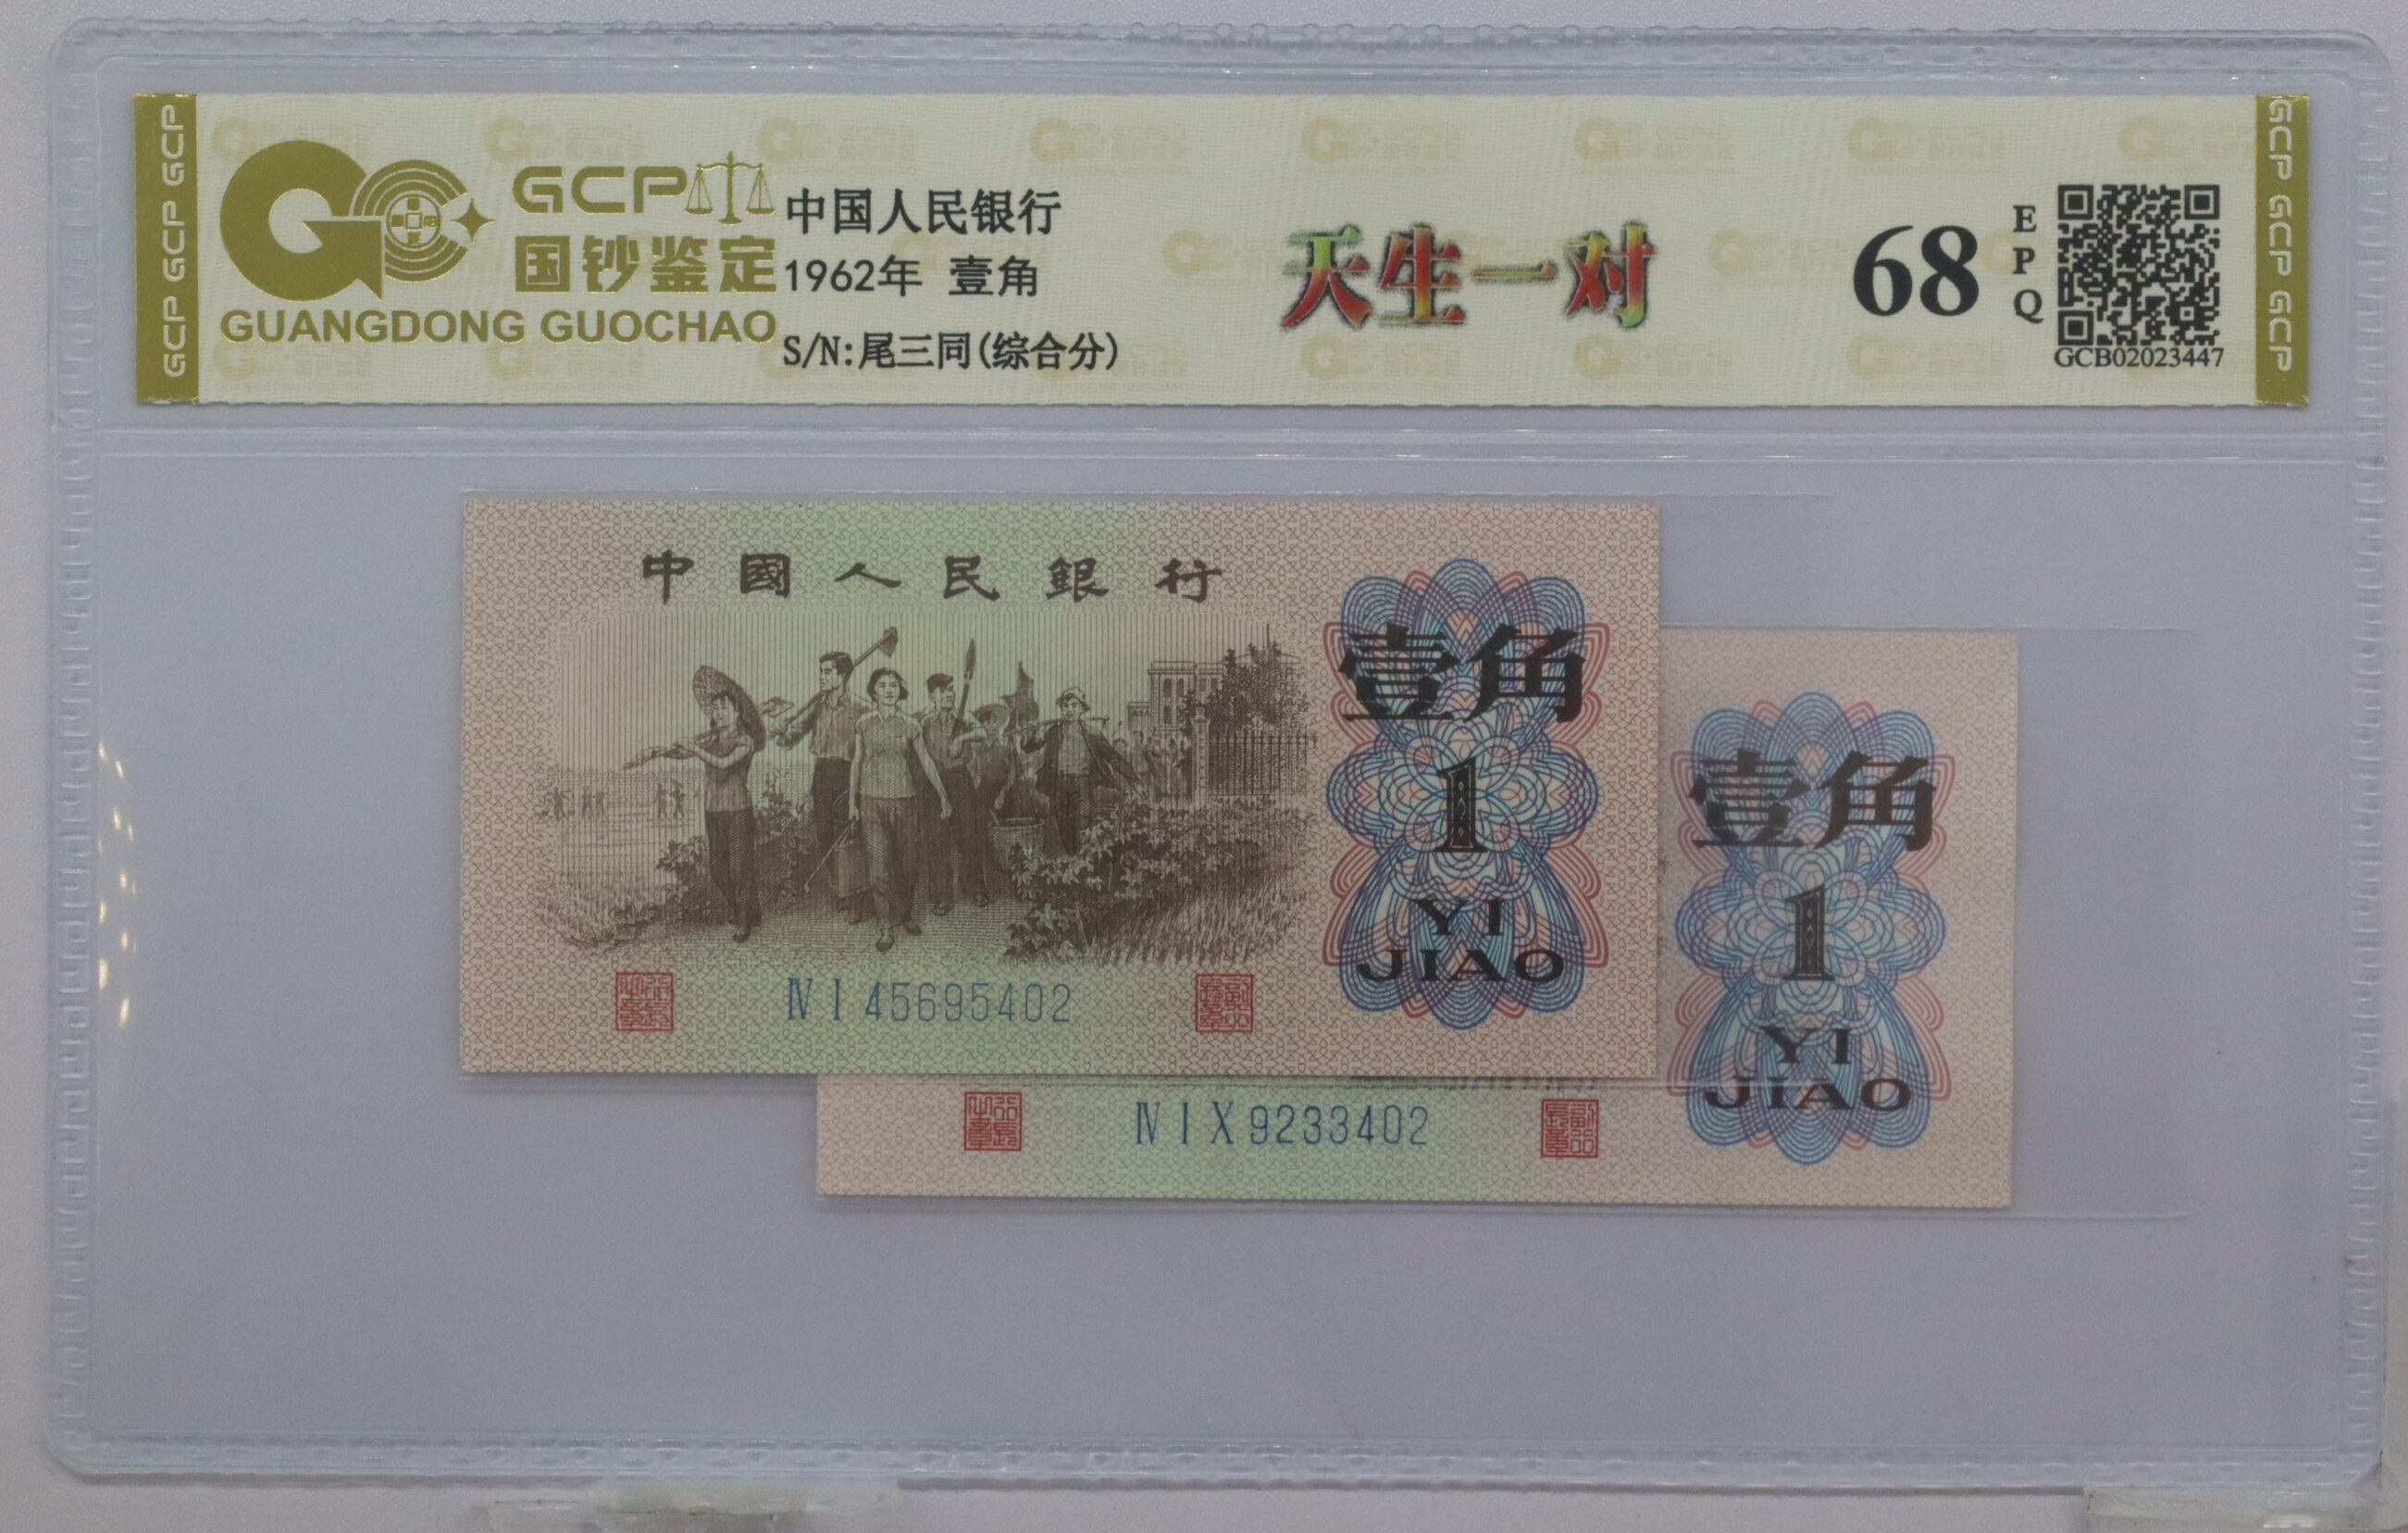 GCP GCP GCP
GCP
国钞鉴定
GUANGDONG GUOCHAO
中国人民银行
1962年 壹角
S/N:尾三同(综合分)
天生一对
68
EPQ
GCB02023447
GCP GCP GCP
中國人民銀行
壹角
1
YI
JIAO
Ⅳ Ⅰ 45695402
壹角
1
YI
JIAO
Ⅳ Ⅰ Ⅹ 9233402